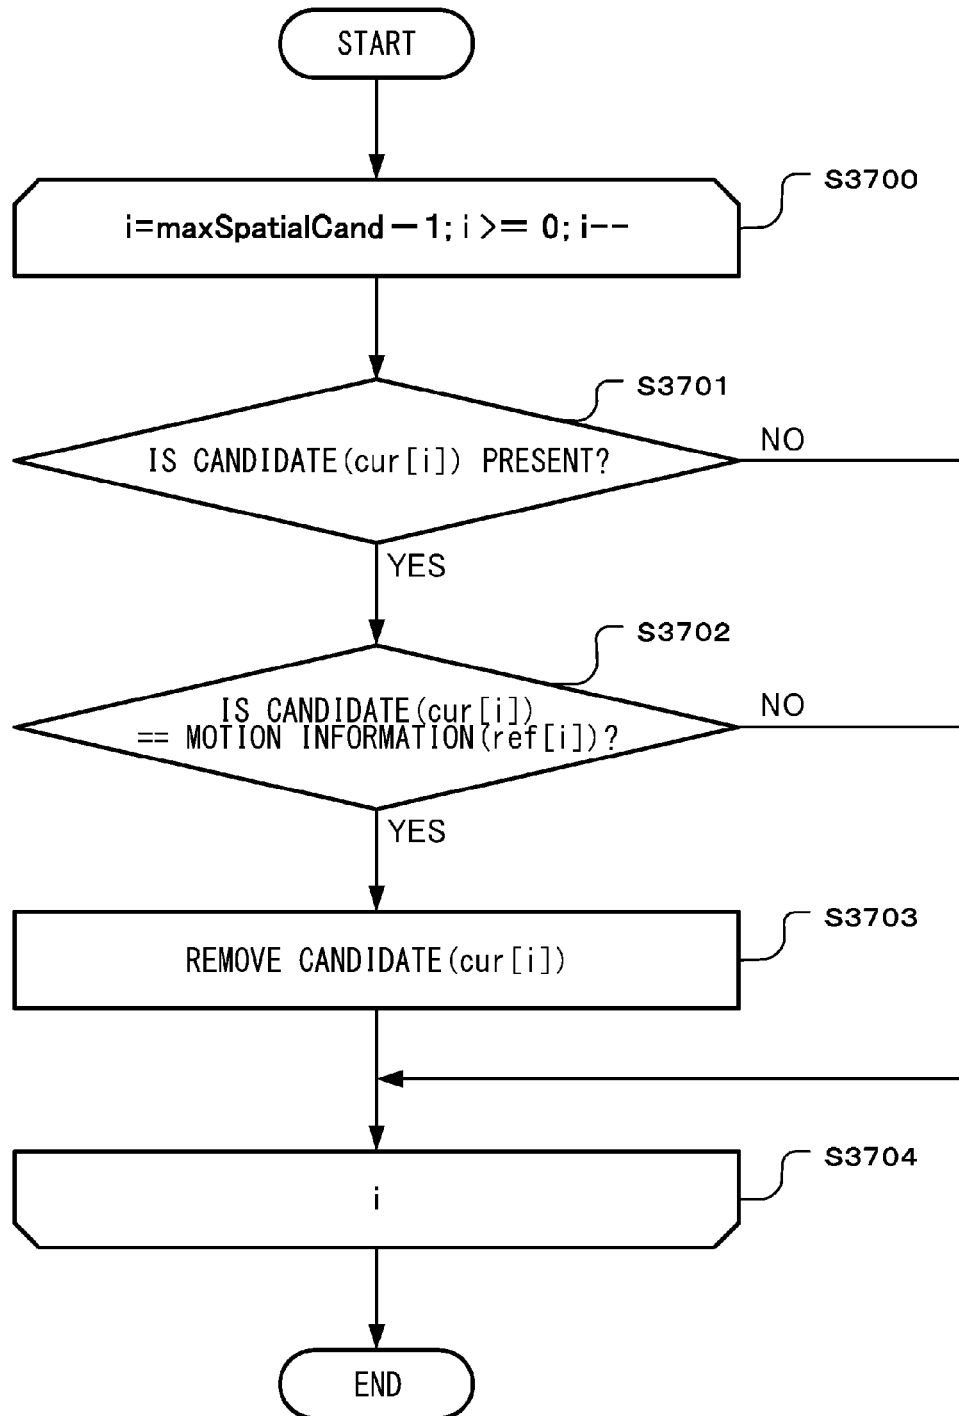 START
S3700
i=maxSpatialCand-1; i >= 0; i--
S3701
IS CANDIDATE(cur[i]) PRESENT?
NO
YES
S3702
IS CANDIDATE(cur[i])
== MOTION INFORMATION(ref[i])?
NO
YES
S3703
REMOVE CANDIDATE(cur[i])
S3704
i
END